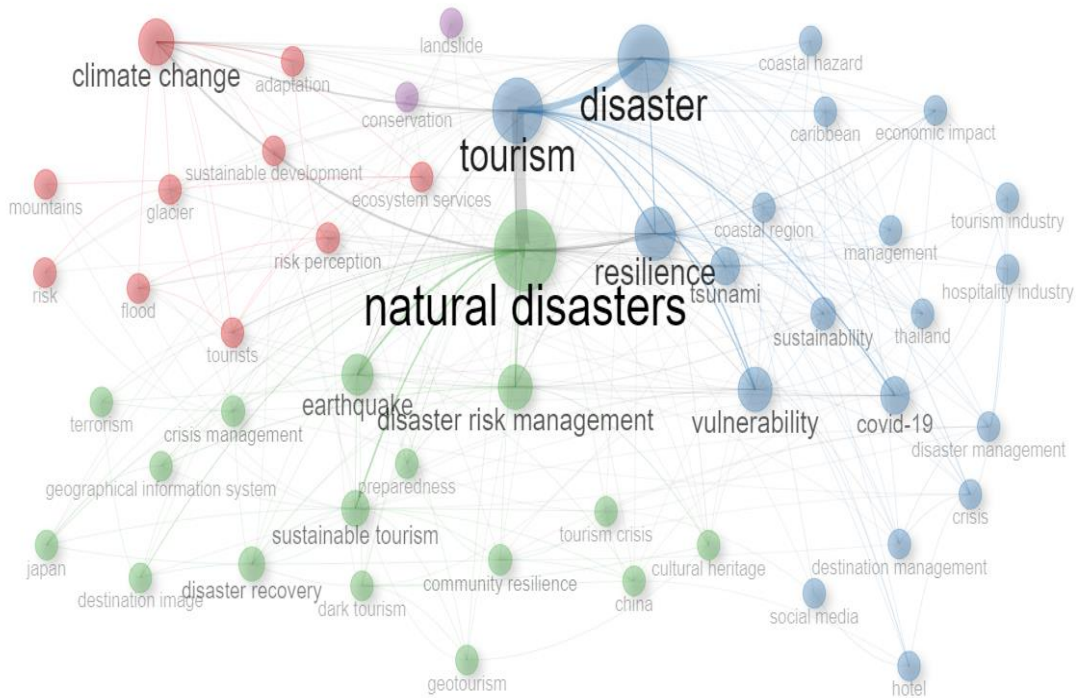 landslide
coastal hazard
climate change
adaptation
disaster
conservation
caribbean
economic impact
tourism
sustainable development
ecosystem services
mountains
glacier
tourism industry
coastal region
management
risk perception
resilience
tsunami
hospitality industry
risk
flood
natural disasters
sustainability
thailand
tourists
earthquake
disaster risk management
vulnerability
covid-19
terrorism
crisis management
disaster management
geographical information system
preparedness
crisis
sustainable tourism
tourism crisis
japan
cultural heritage
destination management
destination image
disaster recovery
dark tourism
community resilience
china
social media
geotourism
hotel